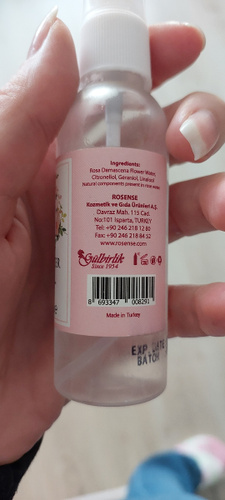 Ingredients:
Rosa Damascena Flower Water,
Citronellol, Geraniol, Linalool
Natural components present in rose water
ROSENSE
Kozmetik ve Gıda Ürünleri A.Ş.
Davraz Mah. 113 Cad.
No:101 Isparta, TURKEY
Tel: +90 246 218 12 80
Fax: +90 246 218 84 32
www.rosense.com
Gülbirlik
Since 1954
8 693347 008291
Made in Turkey
EXP DATE
BATCH